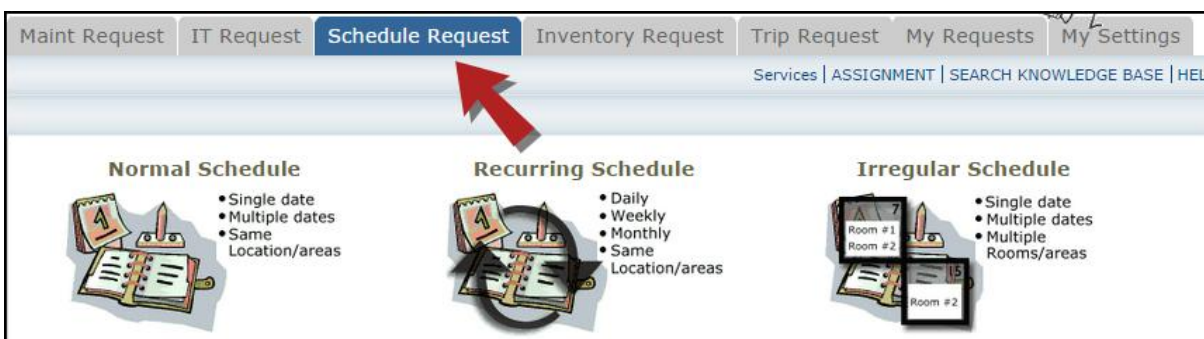 Maint Request IT Request Schedule Request Inventory Request Trip Request My Requests My Settings
Services | ASSIGNMENT | SEARCH KNOWLEDGE BASE |
Normal Schedule
• Single date
• Multiple dates
• Same
Location/areas
1
Recurring Schedule
• Daily
• Weekly
• Monthly
• Same
Location/areas
1
Irregular Schedule
• Single date
• Multiple dates
• Multiple
Rooms/areas
7
Room #1
Room #2
15
Room #2